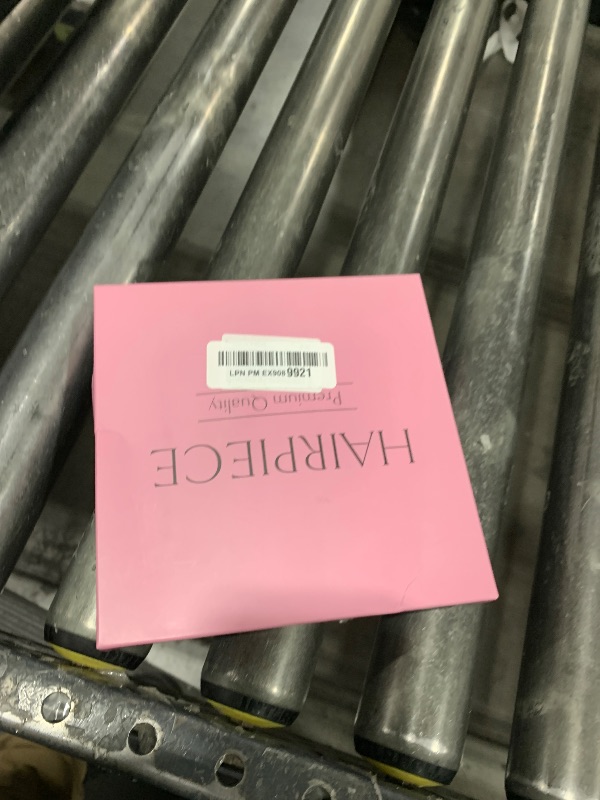 HAIRPIECE
Premium Quality
LPN PM EX908 9921